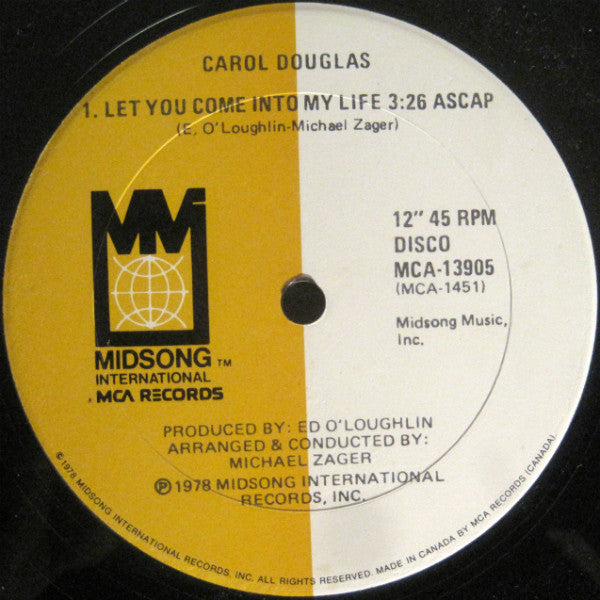 CAROL DOUGLAS
1. LET YOU COME INTO MY LIFE 3:26 ASCAP
(E. O'Loughlin-Michael Zager)
MM
12" 45 RPM
DISCO
MCA-13905
(MCA-1451)
Midsong Music,
Inc.
MIDSONG TM
INTERNATIONAL
MCA RECORDS
PRODUCED BY: ED O'LOUGHLIN
ARRANGED & CONDUCTED BY:
MICHAEL ZAGER
Ⓟ 1978 MIDSONG INTERNATIONAL
RECORDS, INC.
© 1978 MIDSONG INTERNATIONAL RECORDS, INC. ALL RIGHTS RESERVED. MADE IN CANADA BY MCA RECORDS (CANADA)